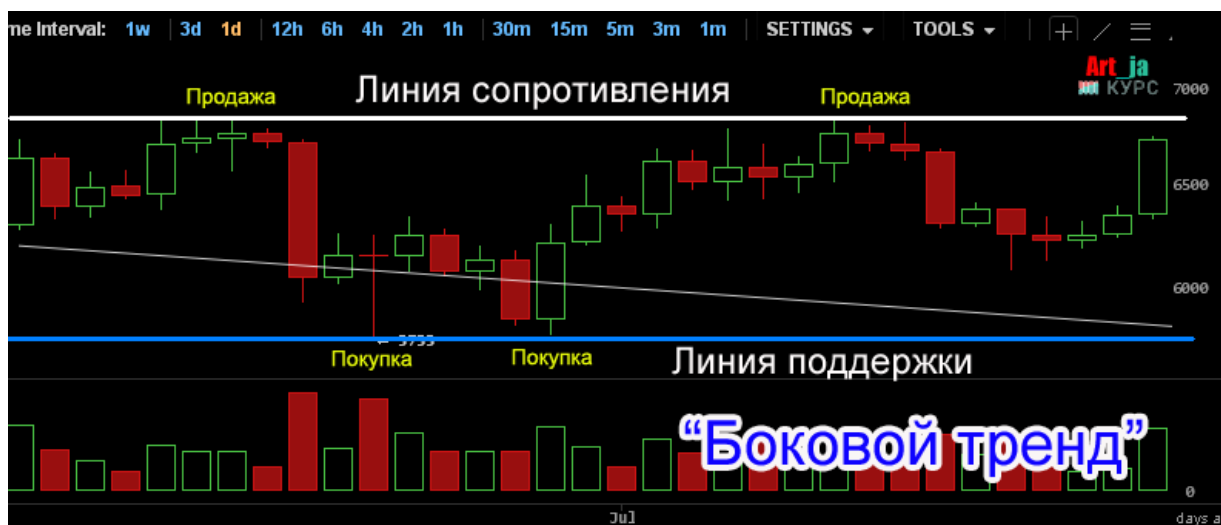 me Interval: 1w 3d 1d 12h 6h 4h 2h 1h 30m 15m 5m 3m 1m SETTINGS TOOLS
Art_ja
КУРС
Продажа Линия сопротивления Продажа
7000
6500
6000
Покупка Покупка Линия поддержки
“Боковой тренд”
0
Jul days a